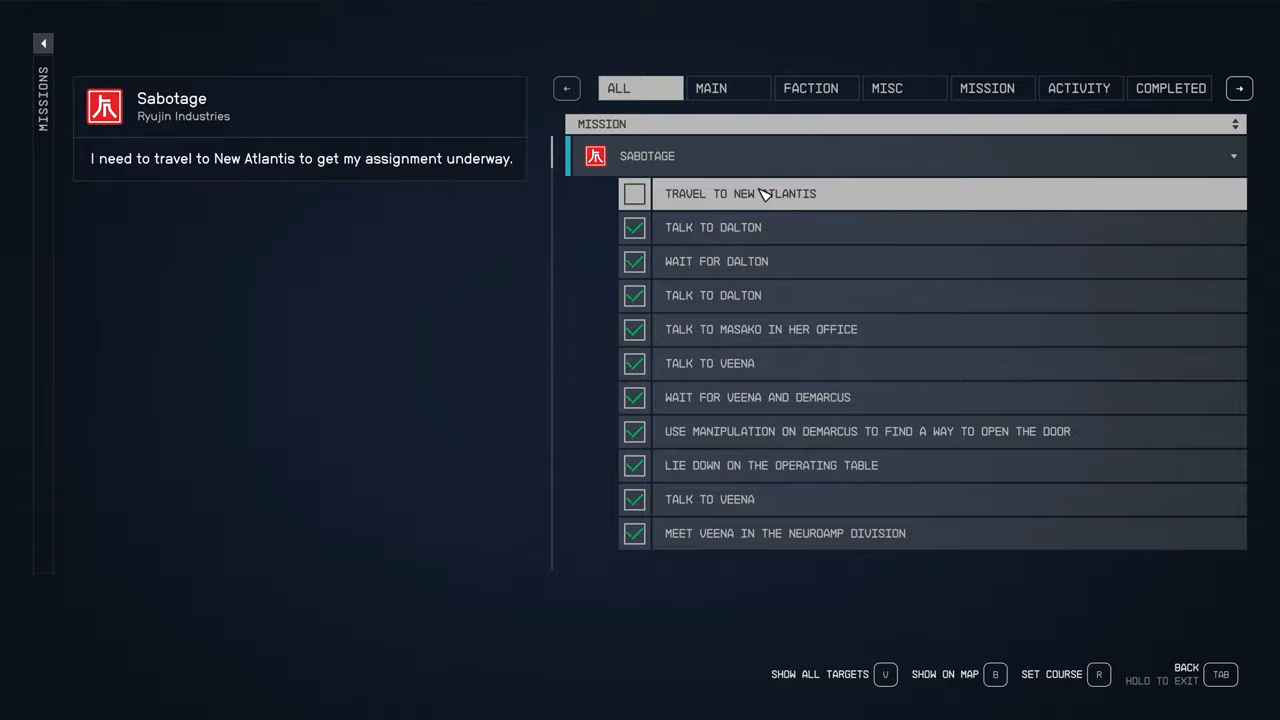 MISSIONS
Sabotage
Ryujin Industries
I need to travel to New Atlantis to get my assignment underway.
ALL MAIN FACTION MISC MISSION ACTIVITY COMPLETED
MISSION
SABOTAGE
TRAVEL TO NEW ATLANTIS
TALK TO DALTON
WAIT FOR DALTON
TALK TO DALTON
TALK TO MASAKO IN HER OFFICE
TALK TO VEENA
WAIT FOR VEENA AND DEMARCUS
USE MANIPULATION ON DEMARCUS TO FIND A WAY TO OPEN THE DOOR
LIE DOWN ON THE OPERATING TABLE
TALK TO VEENA
MEET VEENA IN THE NEUROAMP DIVISION
SHOW ALL TARGETS V SHOW ON MAP B SET COURSE R BACK TAB
HOLD TO EXIT